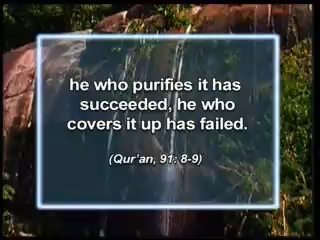 he who purifies it has
succeeded, he who
covers it up has failed.
(Qur'an, 91: 8-9)